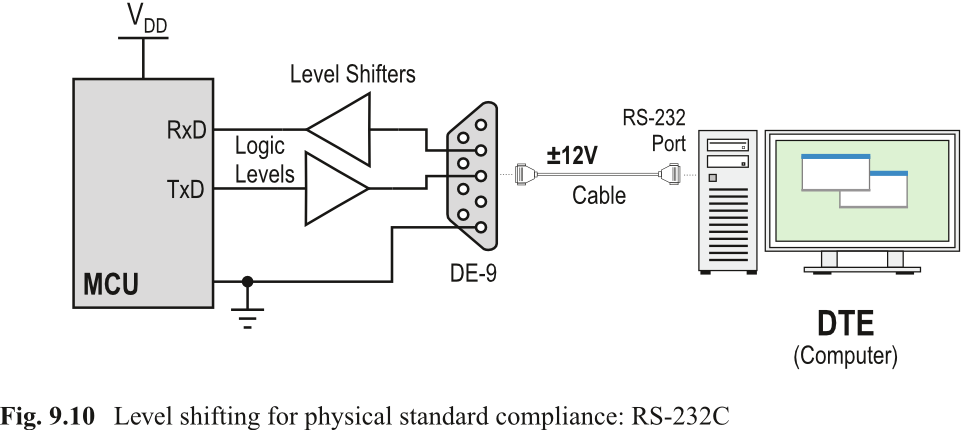 VDD
Level Shifters
RxD
Logic
Levels
TxD
MCU
DE-9
±12V
Cable
RS-232
Port
DTE
(Computer)
Fig. 9.10 Level shifting for physical standard compliance: RS-232C